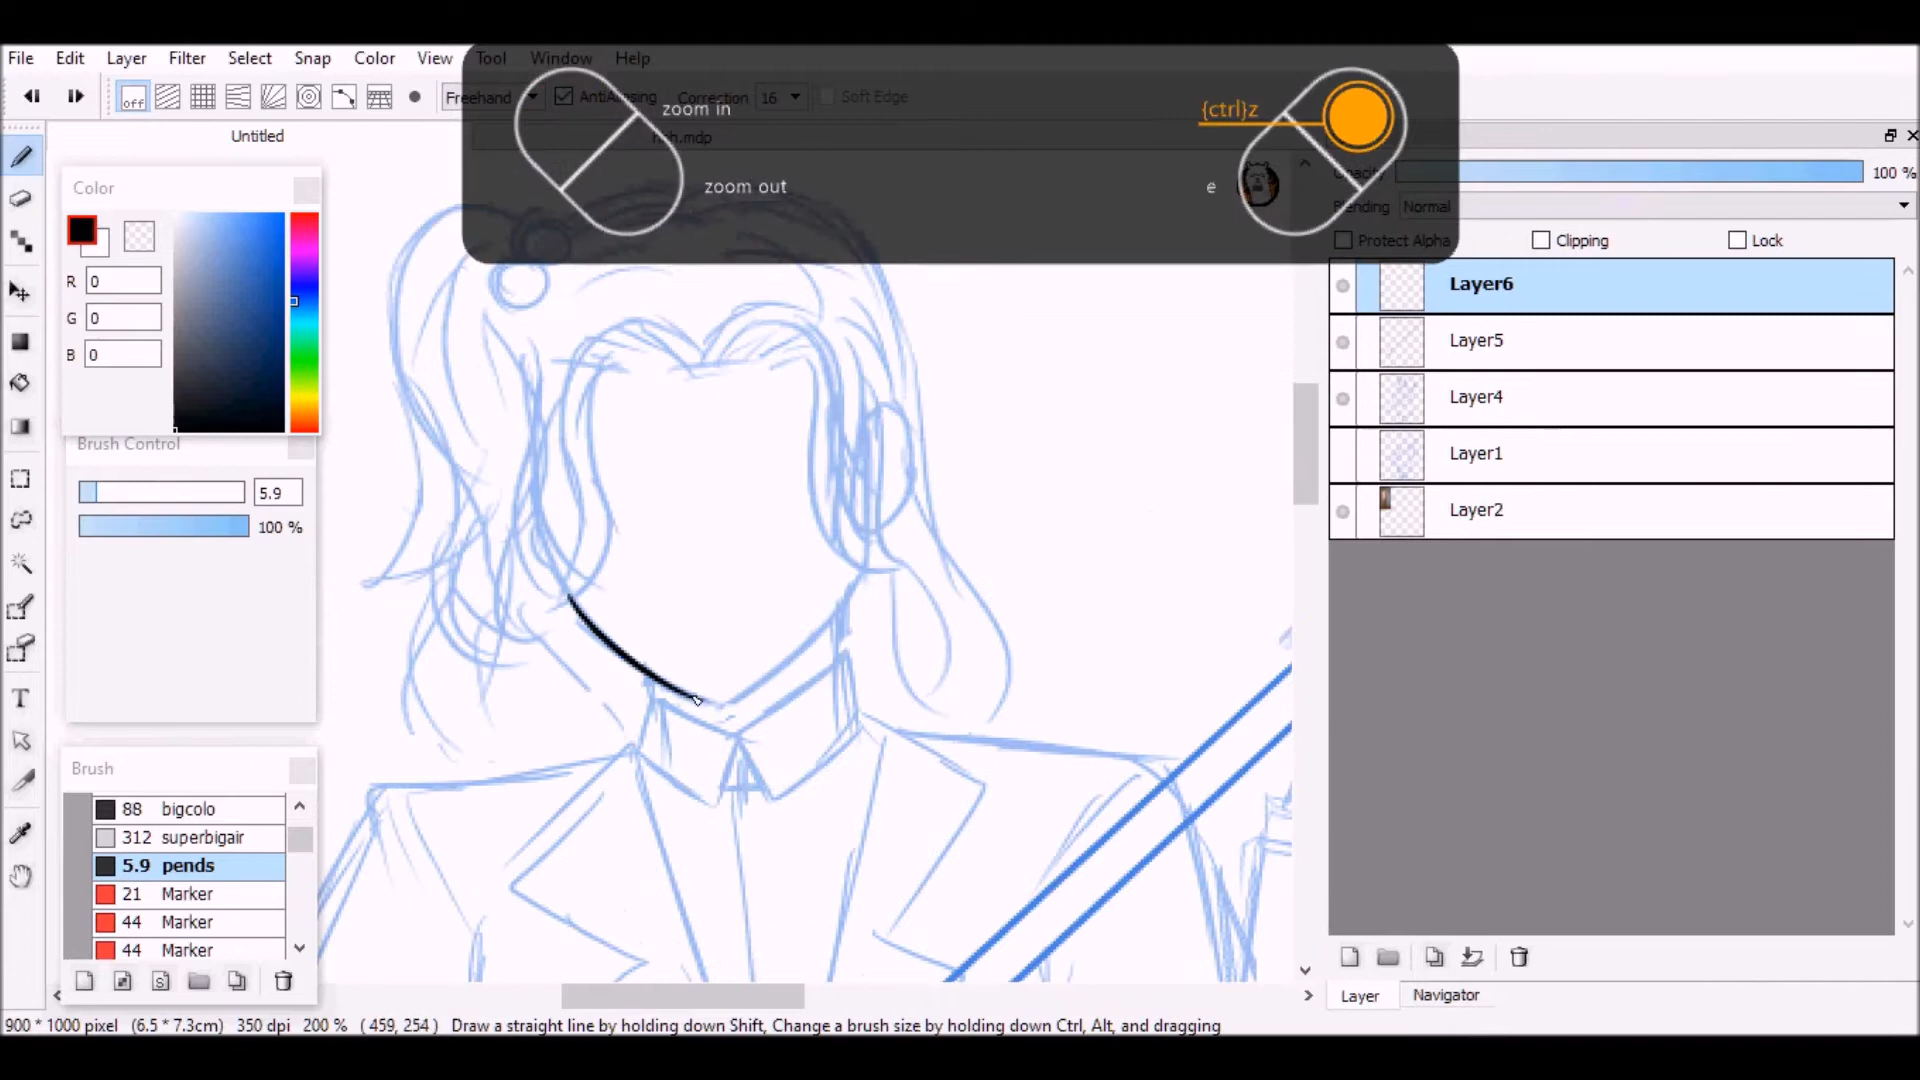 File Edit Layer Filter Select Snap Color View Tool Window Help
off Freehand AntiAliasing Correction 16 Soft Edge
zoom in
{ctrl}z
zoom out
e
Untitled
Opacity 100 %
Blending Normal
Protect Alpha Clipping Lock
Color
R 0
G 0
B 0
Brush Control
5.9
100 %
Brush
88 bigcolo
312 superbigair
5.9 pends
21 Marker
44 Marker
44 Marker
S
T
Layer6
Layer5
Layer4
Layer1
Layer2
Layer Navigator
900 * 1000 pixel (6.5 * 7.3cm) 350 dpi 200 % ( 459, 254 ) Draw a straight line by holding down Shift, Change a brush size by holding down Ctrl, Alt, and dragging